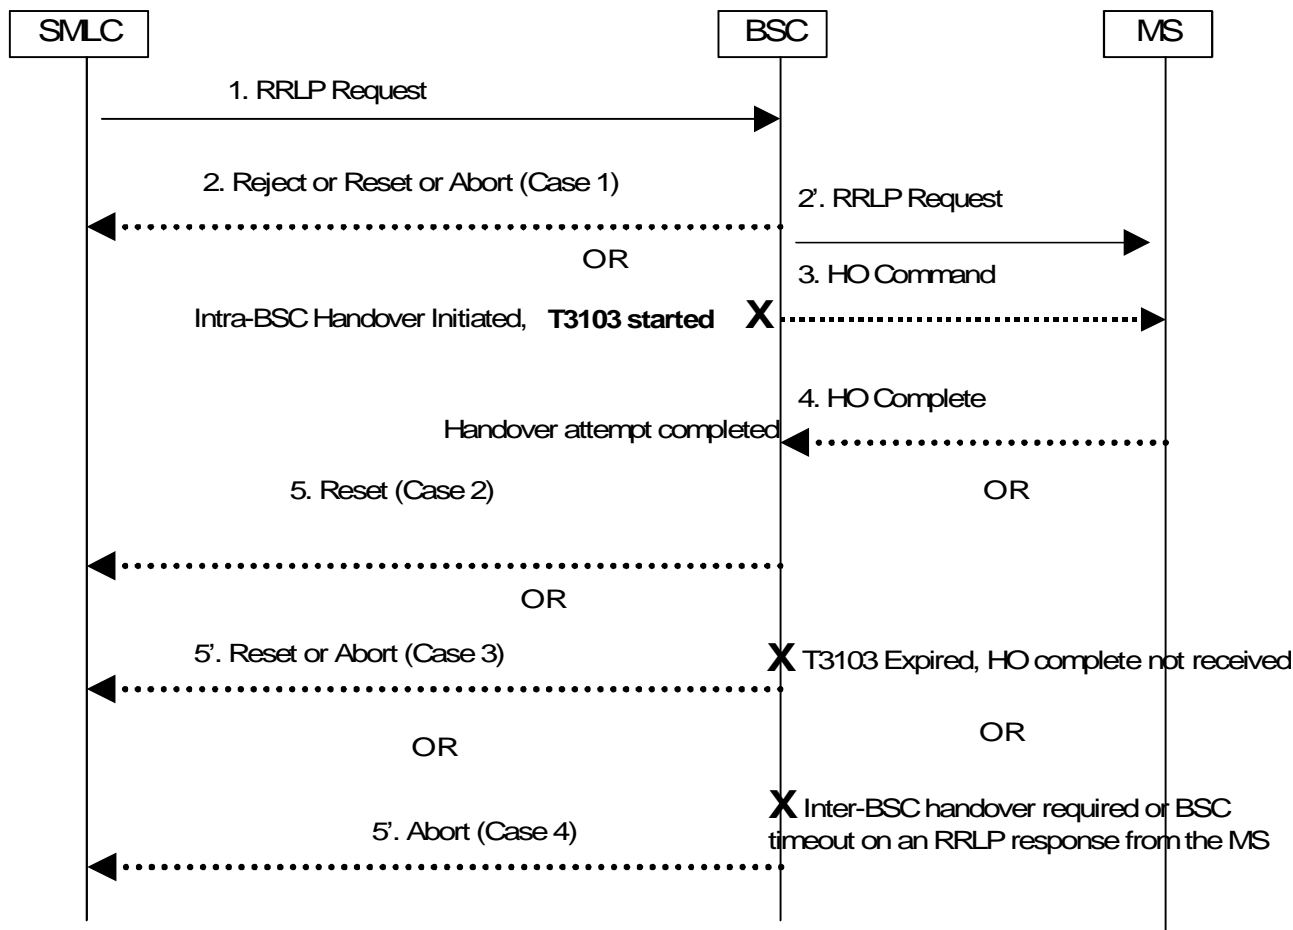 SMLC
BSC
MS
1. RRLP Request
2. Reject or Reset or Abort (Case 1)
2'. RRLP Request
OR
3. HO Command
Intra-BSC Handover Initiated, T3103 started X
4. HO Complete
Handover attempt completed
5. Reset (Case 2)
OR
OR
5'. Reset or Abort (Case 3)
X T3103 Expired, HO complete not received
OR
OR
X Inter-BSC handover required or BSC
timeout on an RRLP response from the MS
5'. Abort (Case 4)